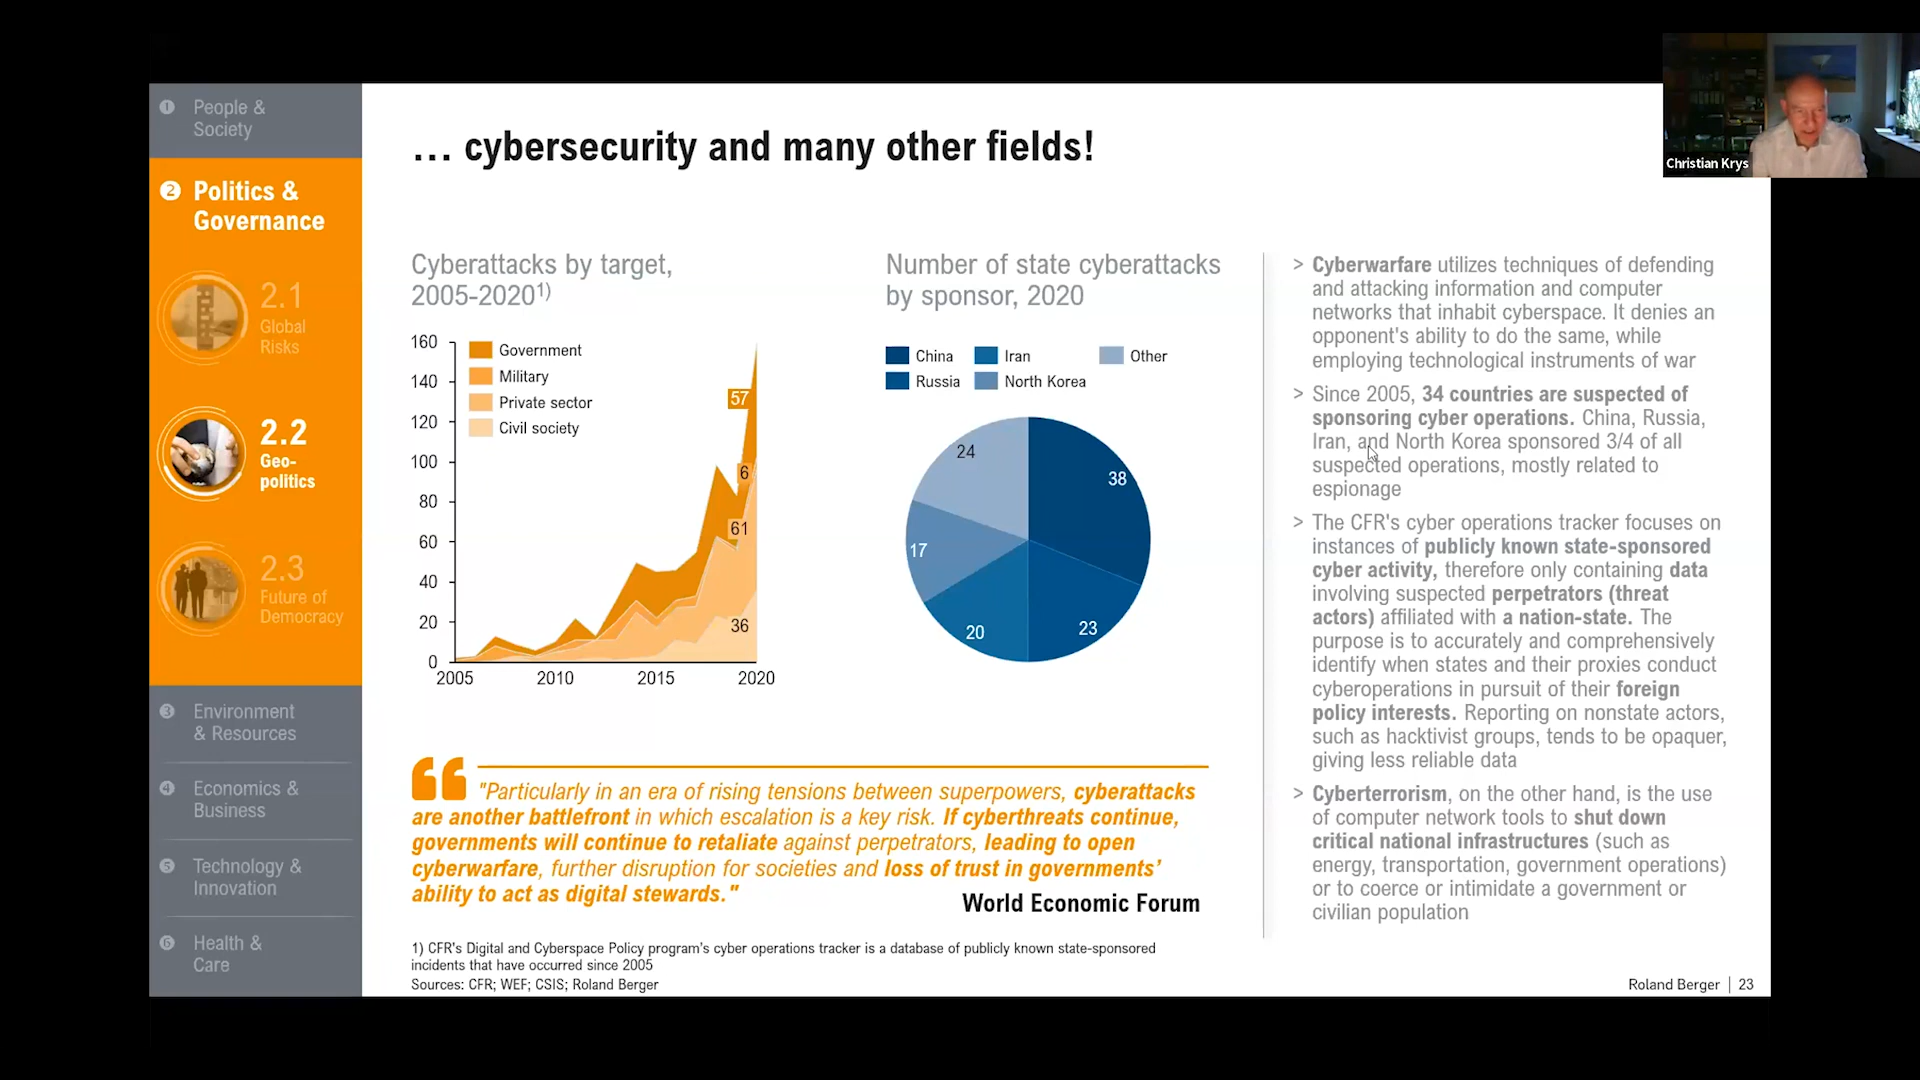 ❶ People &
Society
❷ Politics &
Governance
2.1
Global
Risks
2.2
Geo-
politics
2.3
Future of
Democracy
❸ Environment
& Resources
❹ Economics &
Business
❺ Technology &
Innovation
❻ Health &
Care
… cybersecurity and many other fields!
Christian Krys
Cyberattacks by target,
2005-2020¹⁾
160
140
120
100
80
60
40
20
0
Government
Military
Private sector
Civil society
57
6
61
36
2005 2010 2015 2020
Number of state cyberattacks
by sponsor, 2020
China Iran Other
Russia North Korea
24
38
17
20
23
> Cyberwarfare utilizes techniques of defending
and attacking information and computer
networks that inhabit cyberspace. It denies an
opponent's ability to do the same, while
employing technological instruments of war
> Since 2005, 34 countries are suspected of
sponsoring cyber operations. China, Russia,
Iran, and North Korea sponsored 3/4 of all
suspected operations, mostly related to
espionage
> The CFR's cyber operations tracker focuses on
instances of publicly known state-sponsored
cyber activity, therefore only containing data
involving suspected perpetrators (threat
actors) affiliated with a nation-state. The
purpose is to accurately and comprehensively
identify when states and their proxies conduct
cyberoperations in pursuit of their foreign
policy interests. Reporting on nonstate actors,
such as hacktivist groups, tends to be opaquer,
giving less reliable data
> Cyberterrorism, on the other hand, is the use
of computer network tools to shut down
critical national infrastructures (such as
energy, transportation, government operations)
or to coerce or intimidate a government or
civilian population
"Particularly in an era of rising tensions between superpowers, cyberattacks
are another battlefront in which escalation is a key risk. If cyberthreats continue,
governments will continue to retaliate against perpetrators, leading to open
cyberwarfare, further disruption for societies and loss of trust in governments'
ability to act as digital stewards."
World Economic Forum
1) CFR's Digital and Cyberspace Policy program's cyber operations tracker is a database of publicly known state-sponsored
incidents that have occurred since 2005
Sources: CFR; WEF; CSIS; Roland Berger
Roland Berger | 23